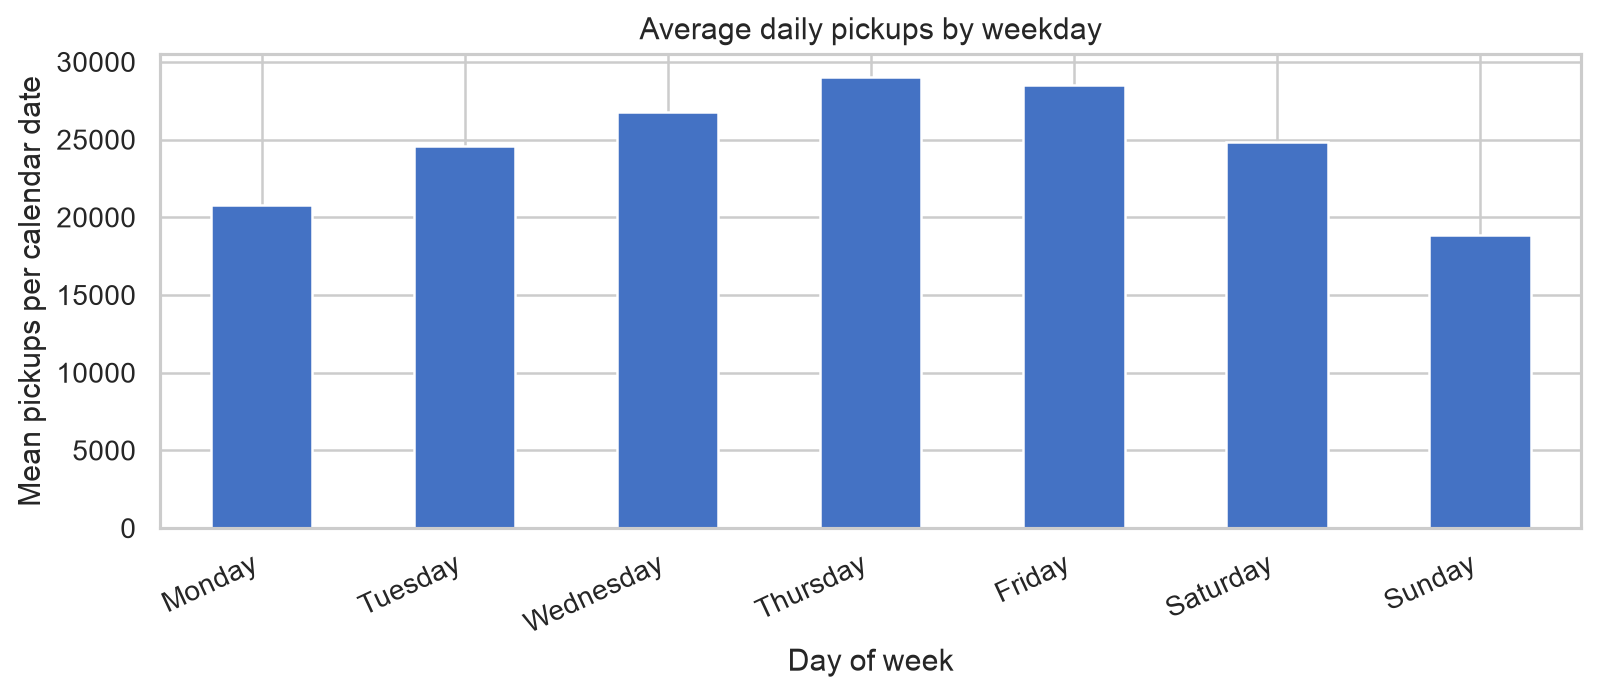 Average daily pickups by weekday
Mean pickups per calendar date
30000
25000
20000
15000
10000
5000
0
Monday
Tuesday
Wednesday
Thursday
Friday
Saturday
Sunday
Day of week